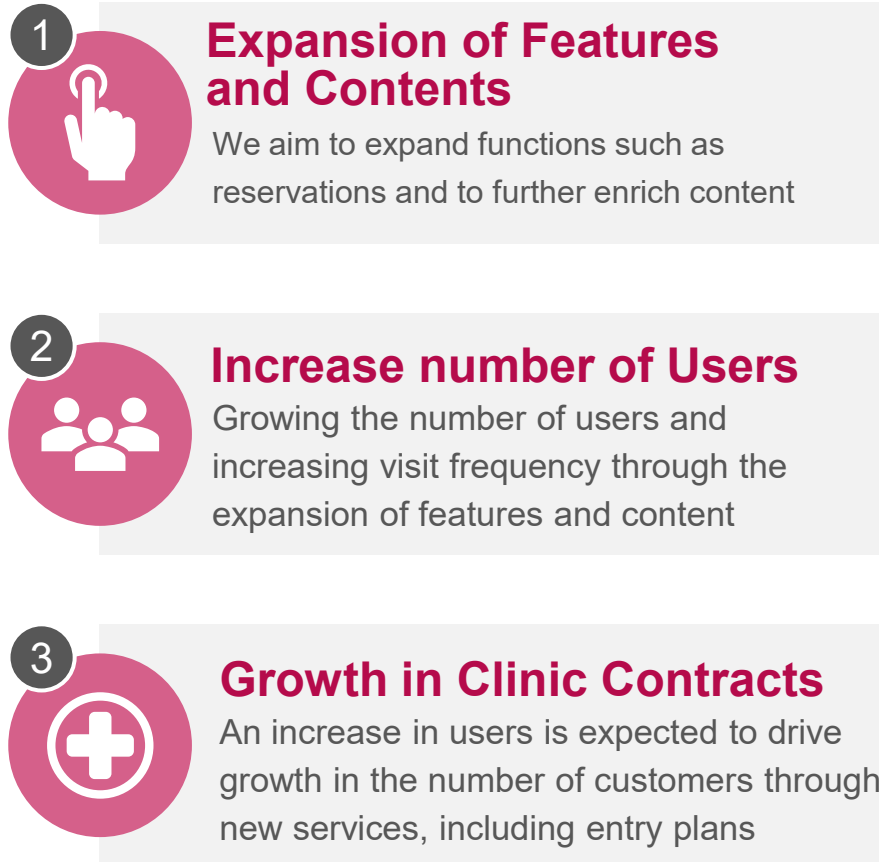 1
Expansion of Features
and Contents
We aim to expand functions such as
reservations and to further enrich content
2
Increase number of Users
Growing the number of users and
increasing visit frequency through the
expansion of features and content
3
Growth in Clinic Contracts
An increase in users is expected to drive
growth in the number of customers through
new services, including entry plans